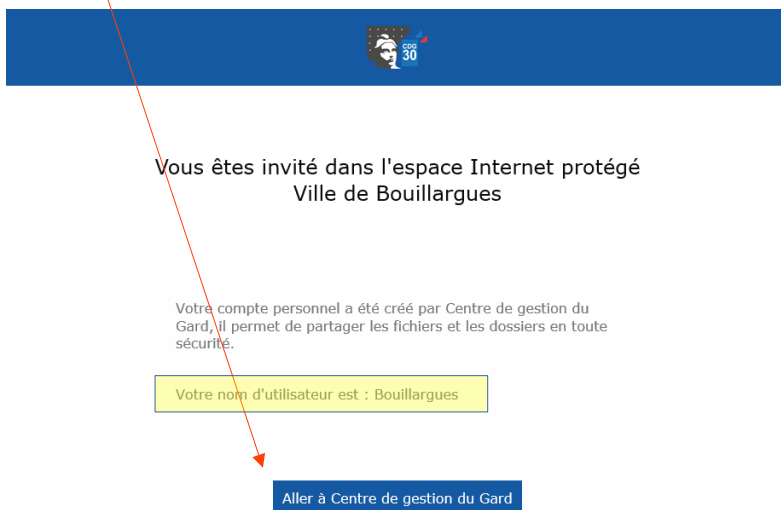 CDG
30
Vous êtes invité dans l'espace Internet protégé
Ville de Bouillargues
Votre compte personnel a été créé par Centre de gestion du
Gard, il permet de partager les fichiers et les dossiers en toute
sécurité.
Votre nom d'utilisateur est : Bouillargues
Aller à Centre de gestion du Gard